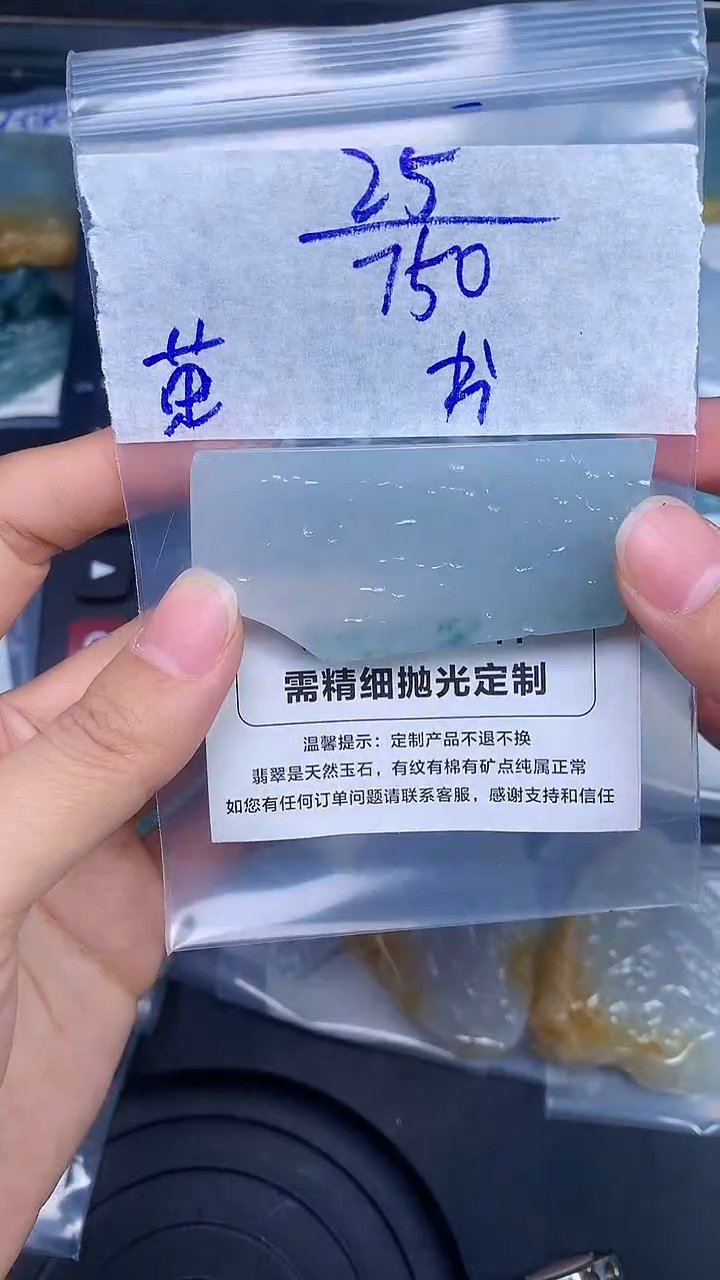 25
750
需精细抛光定制
温馨提示：定制产品不退不换
翡翠是天然玉石，有纹有棉有矿点纯属正常
如您有任何订单问题请联系客服，感谢支持和信任